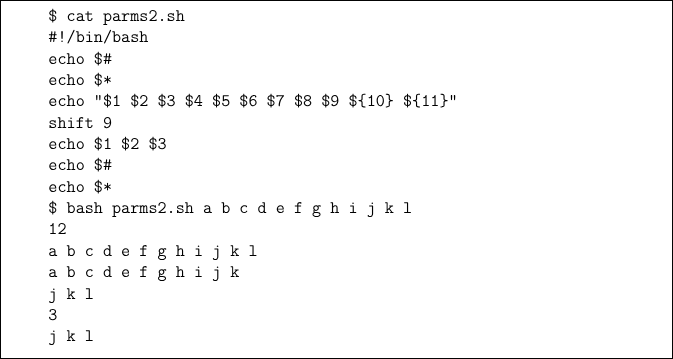 $ cat parms2.sh
#!/bin/bash
echo $#
echo $*
echo "$1 $2 $3 $4 $5 $6 $7 $8 $9 ${10} ${11}"
shift 9
echo $1 $2 $3
echo $#
echo $*
$ bash parms2.sh a b c d e f g h i j k l
12
a b c d e f g h i j k l
a b c d e f g h i j k
j k l
3
j k l